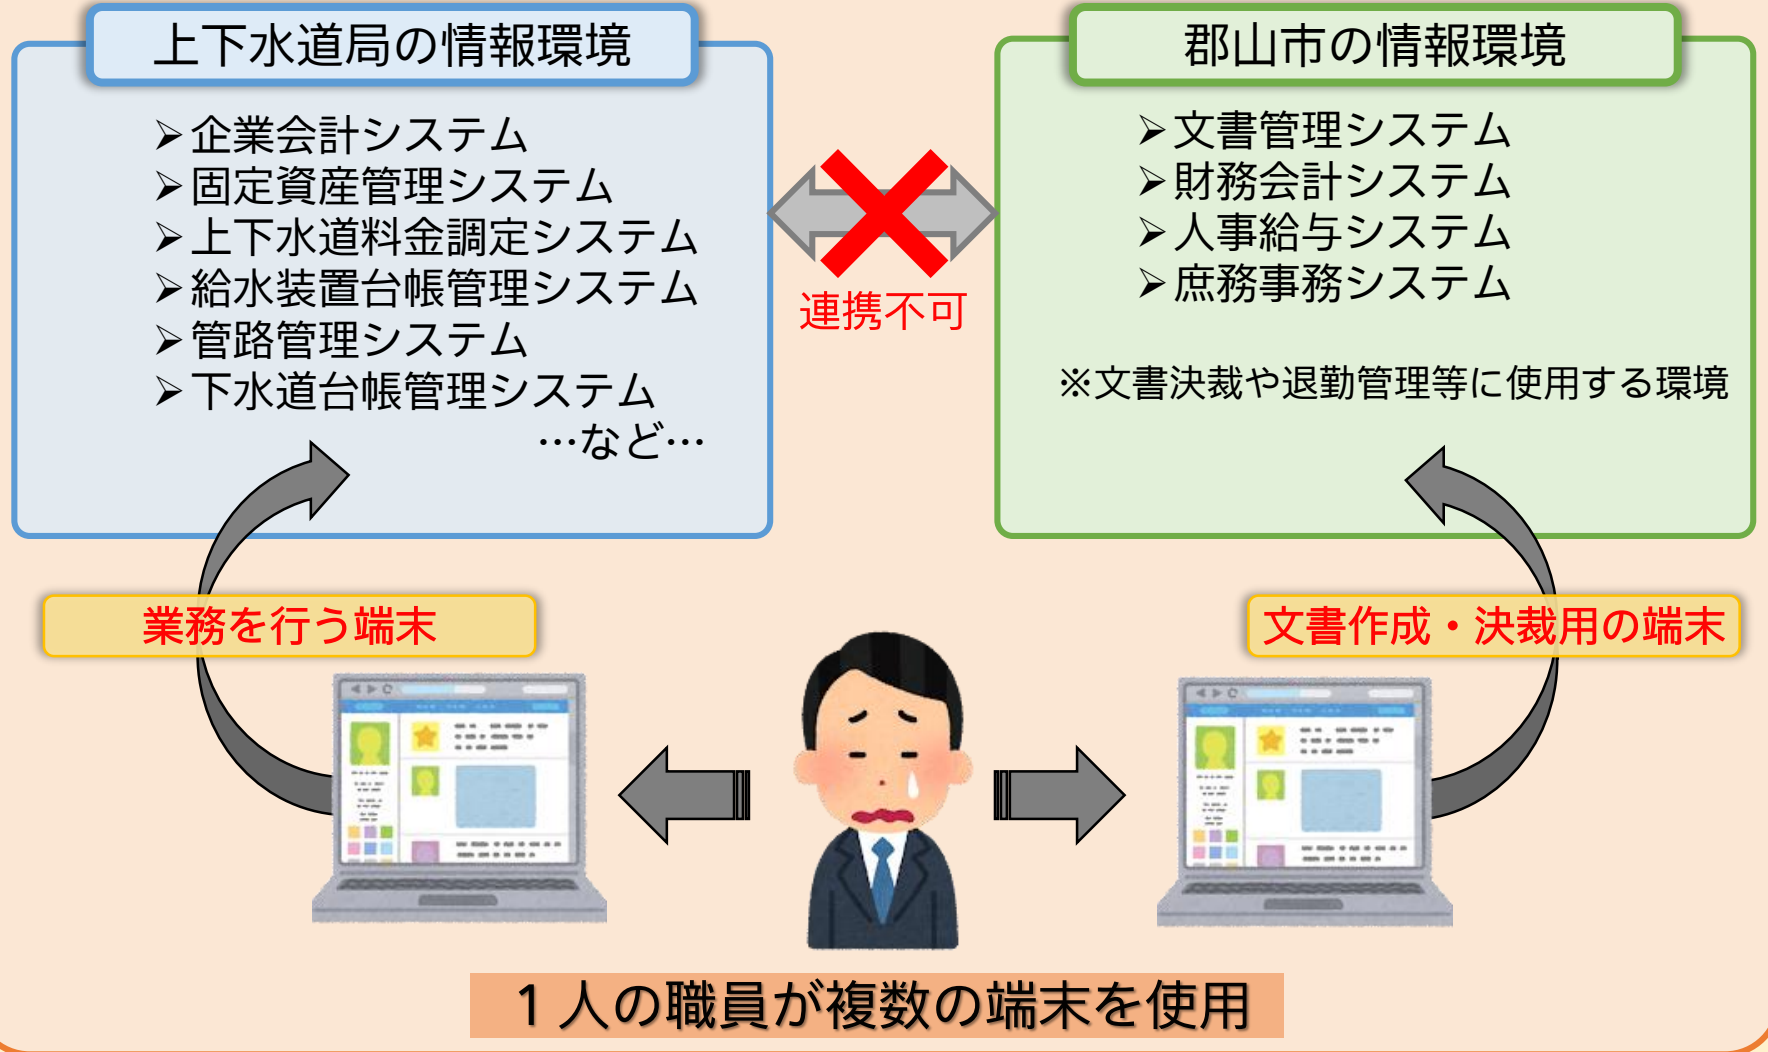 上下水道局の情報環境
➢企業会計システム
➢固定資産管理システム
➢上下水道料金調定システム
➢給水装置台帳管理システム
➢管路管理システム
➢下水道台帳管理システム
…など…
連携不可
郡山市の情報環境
➢文書管理システム
➢財務会計システム
➢人事給与システム
➢庶務事務システム
※文書決裁や退勤管理等に使用する環境
業務を行う端末
文書作成・決裁用の端末
１人の職員が複数の端末を使用